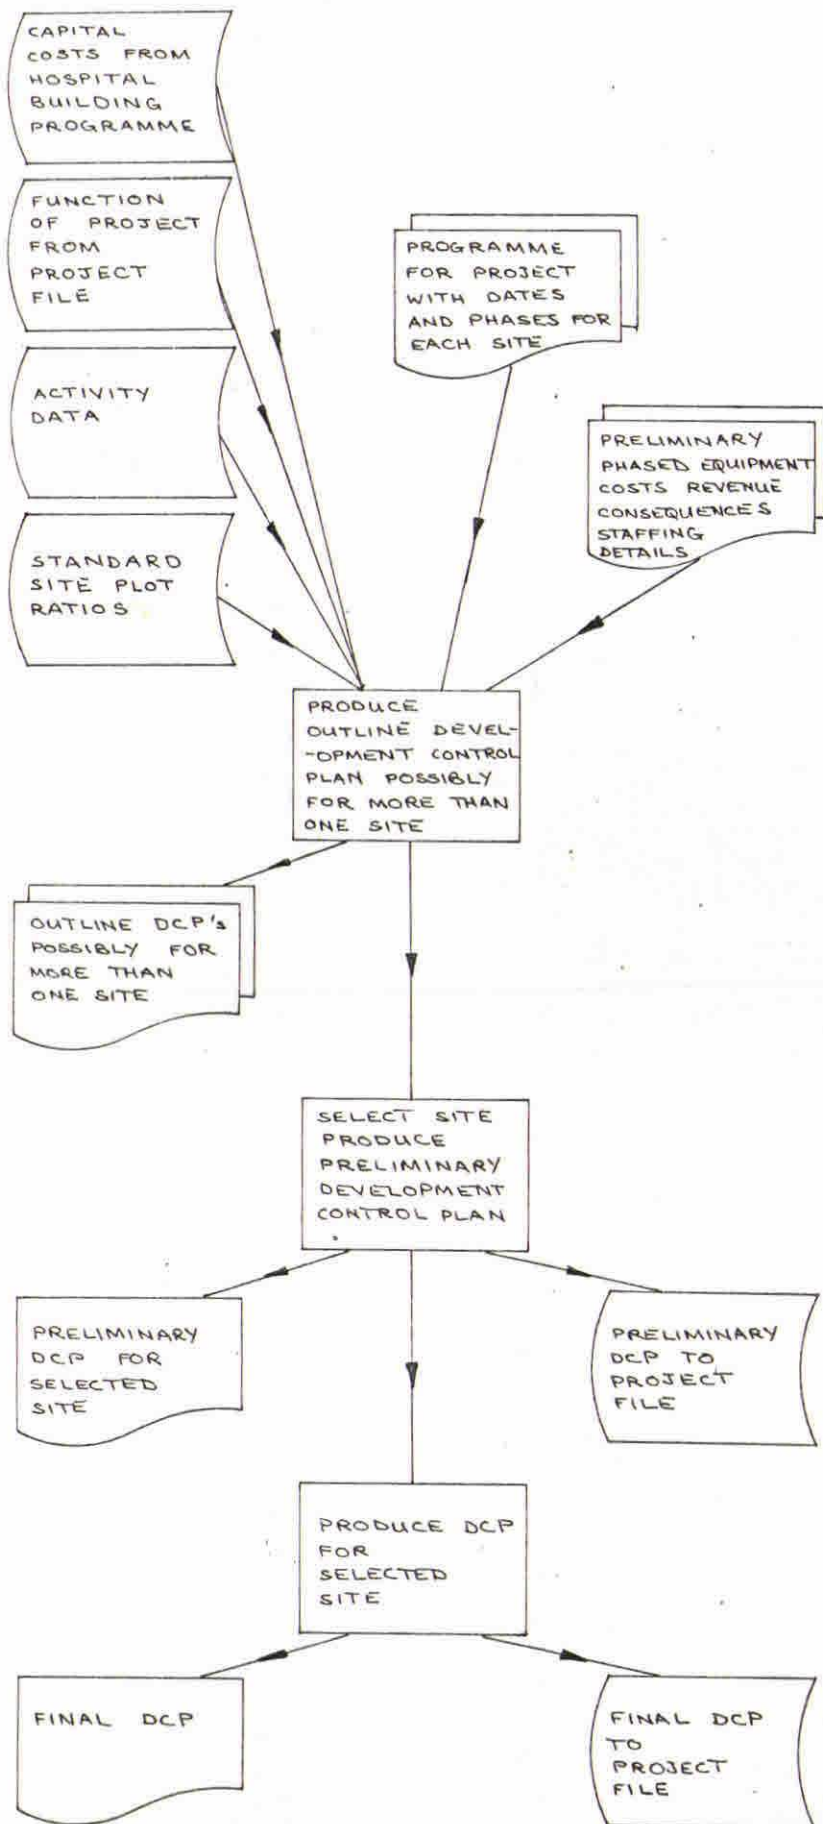 CAPITAL
COSTS FROM
HOSPITAL
BUILDING
PROGRAMME
FUNCTION
OF PROJECT
FROM
PROJECT
FILE
ACTIVITY
DATA
STANDARD
SITE PLOT
RATIOS
PROGRAMME
FOR PROJECT
WITH DATES
AND PHASES FOR
EACH SITE
PRELIMINARY
PHASED EQUIPMENT
COSTS REVENUE
CONSEQUENCES
STAFFING
DETAILS
PRODUCE
OUTLINE DEVEL-
-OPMENT CONTROL
PLAN POSSIBLY
FOR MORE THAN
ONE SITE
OUTLINE DCP's
POSSIBLY FOR
MORE THAN
ONE SITE
SELECT SITE
PRODUCE
PRELIMINARY
DEVELOPMENT
CONTROL PLAN
PRELIMINARY
DCP FOR
SELECTED
SITE
PRELIMINARY
DCP TO
PROJECT
FILE
PRODUCE DCP
FOR
SELECTED
SITE
FINAL DCP
FINAL DCP
TO
PROJECT
FILE